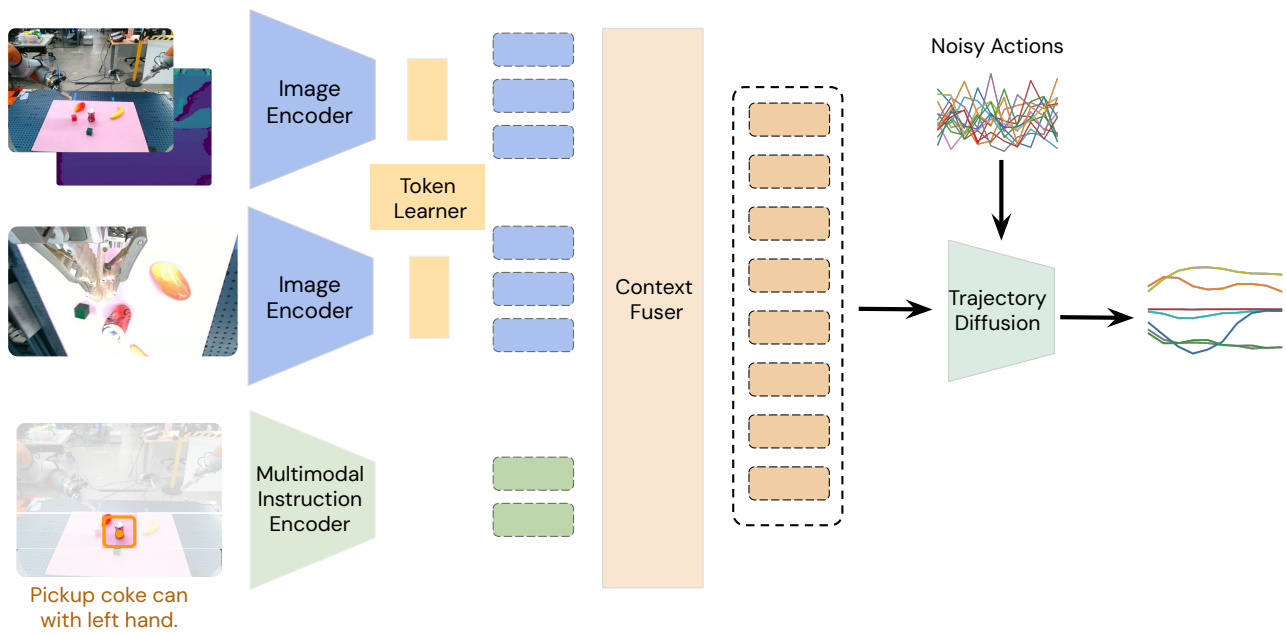 Image
Encoder
Token
Learner
Image
Encoder
Multimodal
Instruction
Encoder
Pickup coke can
with left hand.
Context
Fuser
Noisy Actions
Trajectory
Diffusion